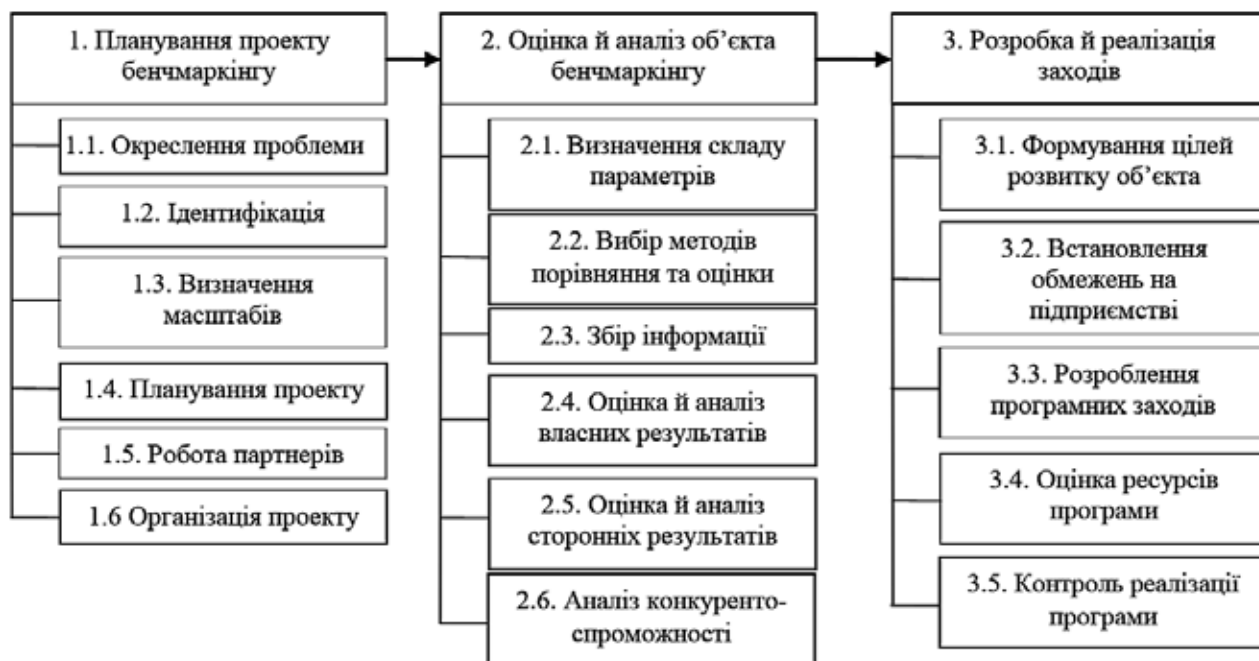 1. Планування проекту
бенчмаркінгу
1.1. Окреслення проблеми
1.2. Ідентифікація
1.3. Визначення
масштабів
1.4. Планування проекту
1.5. Робота партнерів
1.6 Організація проекту
2. Оцінка й аналіз об’єкта
бенчмаркінгу
2.1. Визначення складу
параметрів
2.2. Вибір методів
порівняння та оцінки
2.3. Збір інформації
2.4. Оцінка й аналіз
власних результатів
2.5. Оцінка й аналіз
сторонніх результатів
2.6. Аналіз конкуренто-
спроможності
3. Розробка й реалізація
заходів
3.1. Формування цілей
розвитку об’єкта
3.2. Встановлення
обмежень на
підприємстві
3.3. Розроблення
програмних заходів
3.4. Оцінка ресурсів
програми
3.5. Контроль реалізації
програми